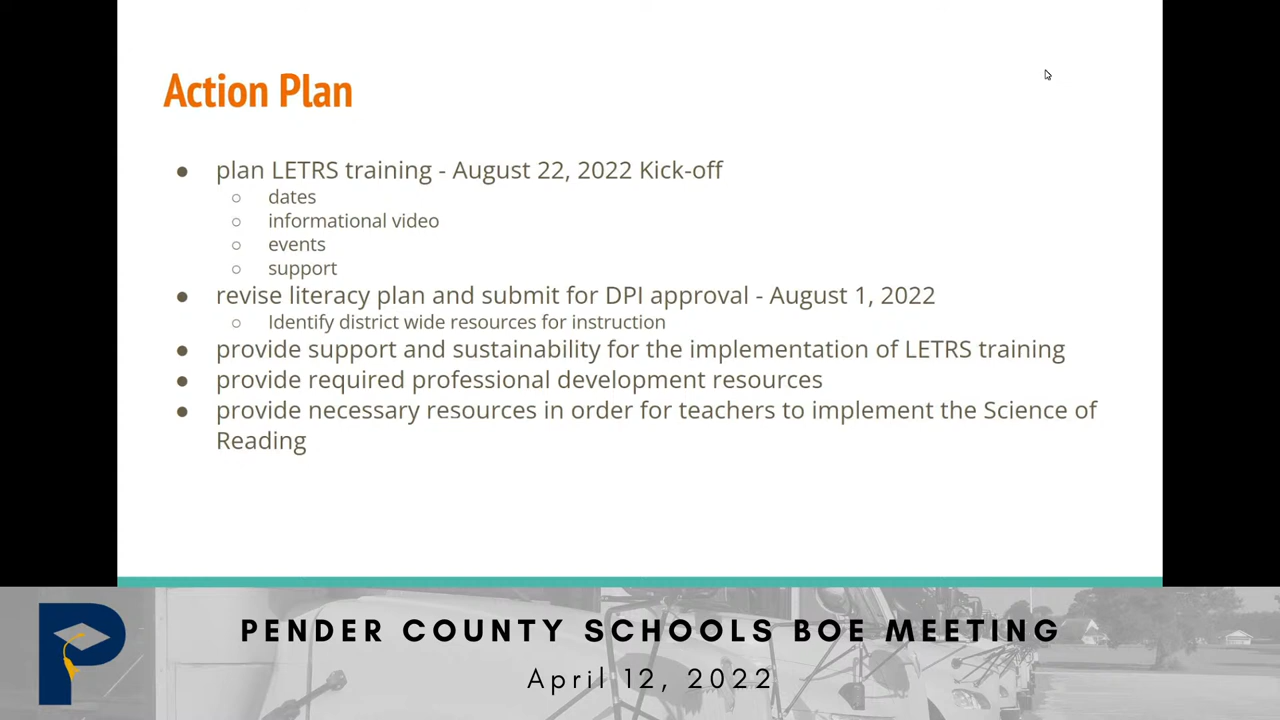 Action Plan
● plan LETRS training - August 22, 2022 Kick-off
○ dates
○ informational video
○ events
○ support
● revise literacy plan and submit for DPI approval - August 1, 2022
○ Identify district wide resources for instruction
● provide support and sustainability for the implementation of LETRS training
● provide required professional development resources
● provide necessary resources in order for teachers to implement the Science of
Reading
P
PENDER COUNTY SCHOOLS BOE MEETING
April 12, 2022